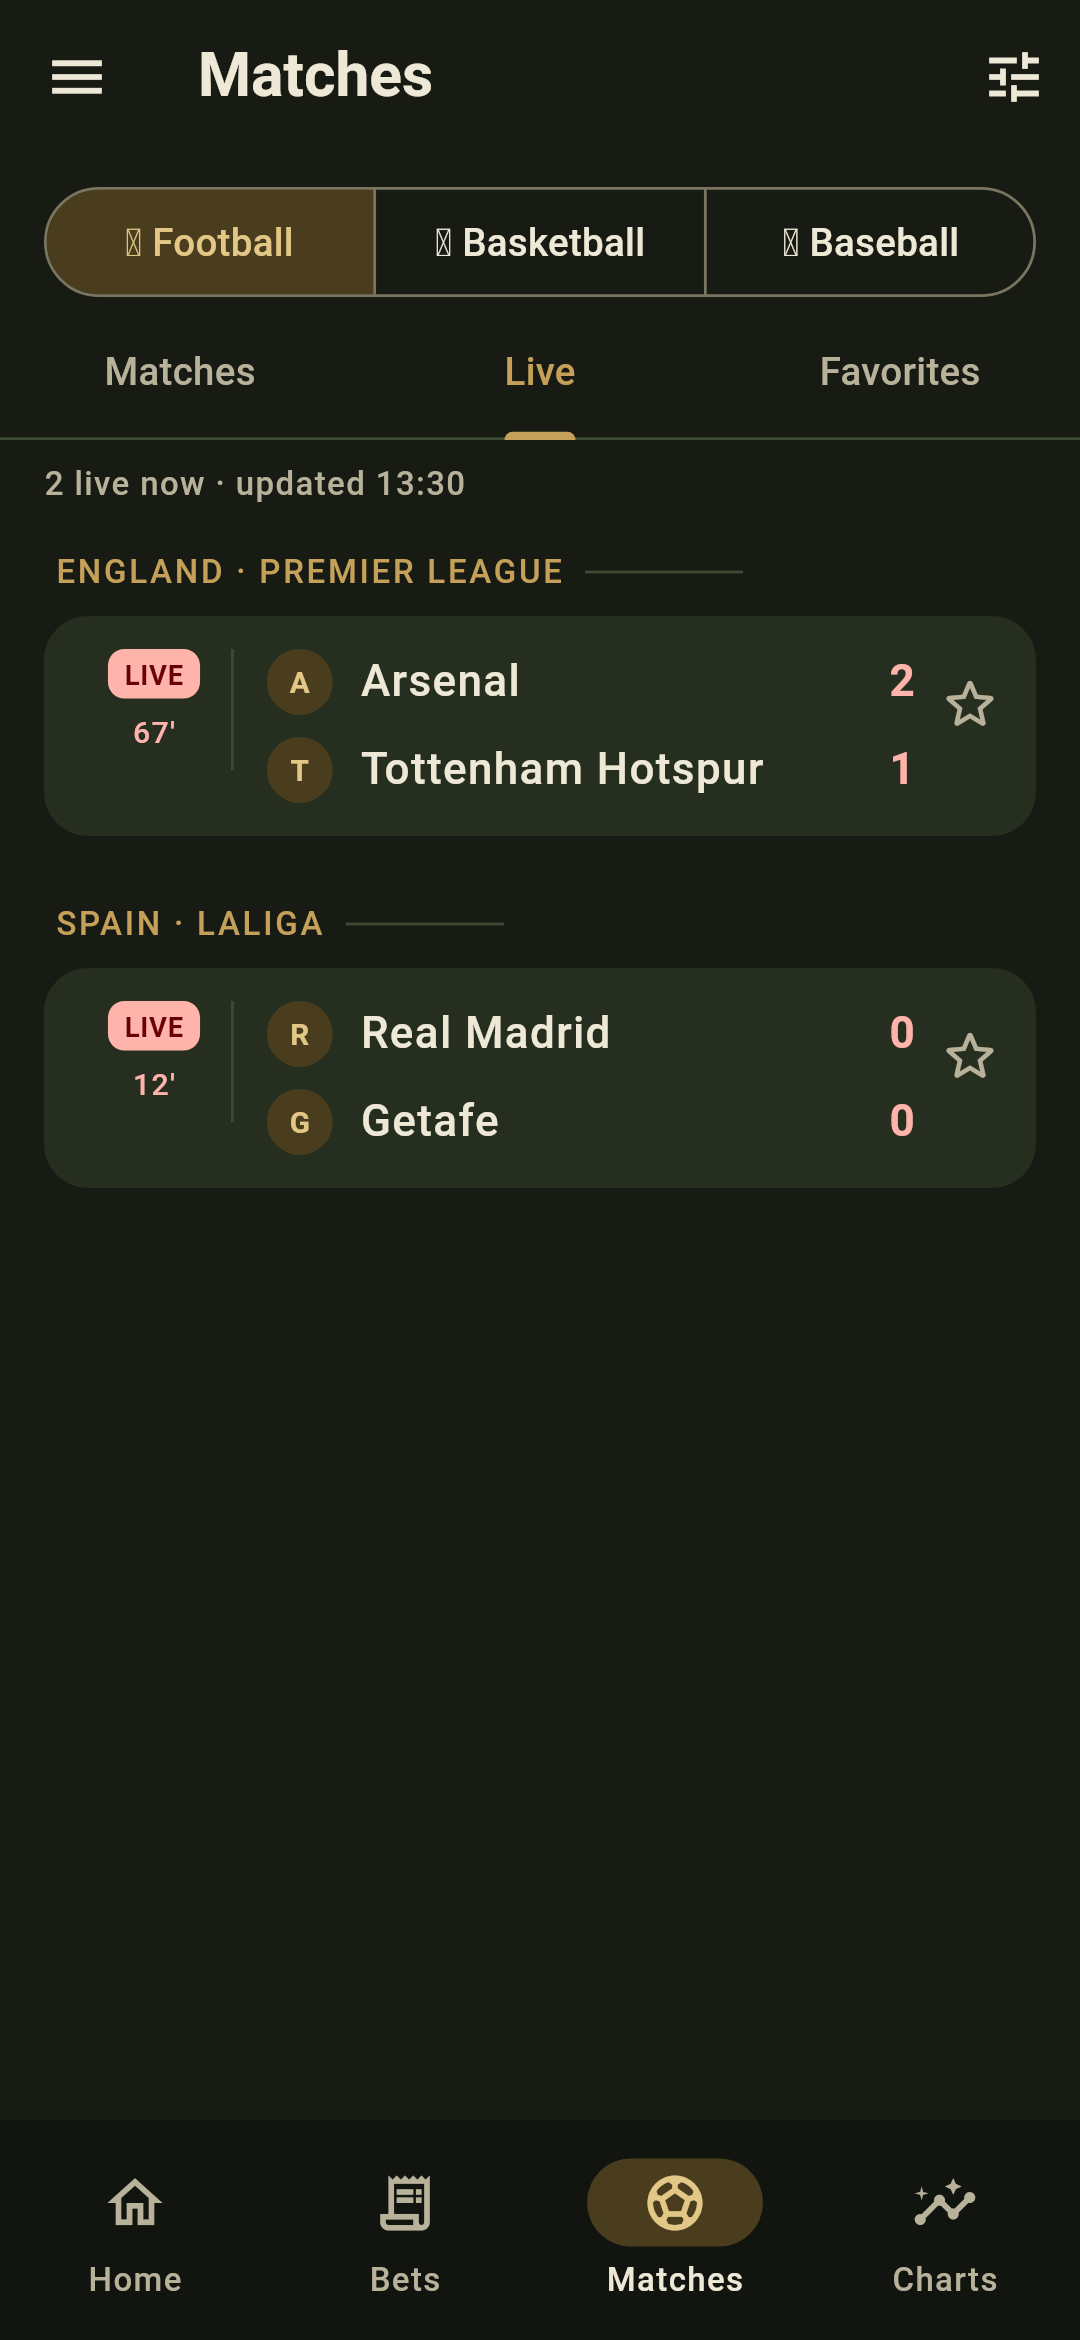 Matches
Football Basketball Baseball
Matches Live Favorites
2 live now · updated 13:30
ENGLAND · PREMIER LEAGUE
LIVE A Arsenal 2
67' T Tottenham Hotspur 1
SPAIN · LALIGA
LIVE R Real Madrid 0
12' G Getafe 0
Home Bets Matches Charts